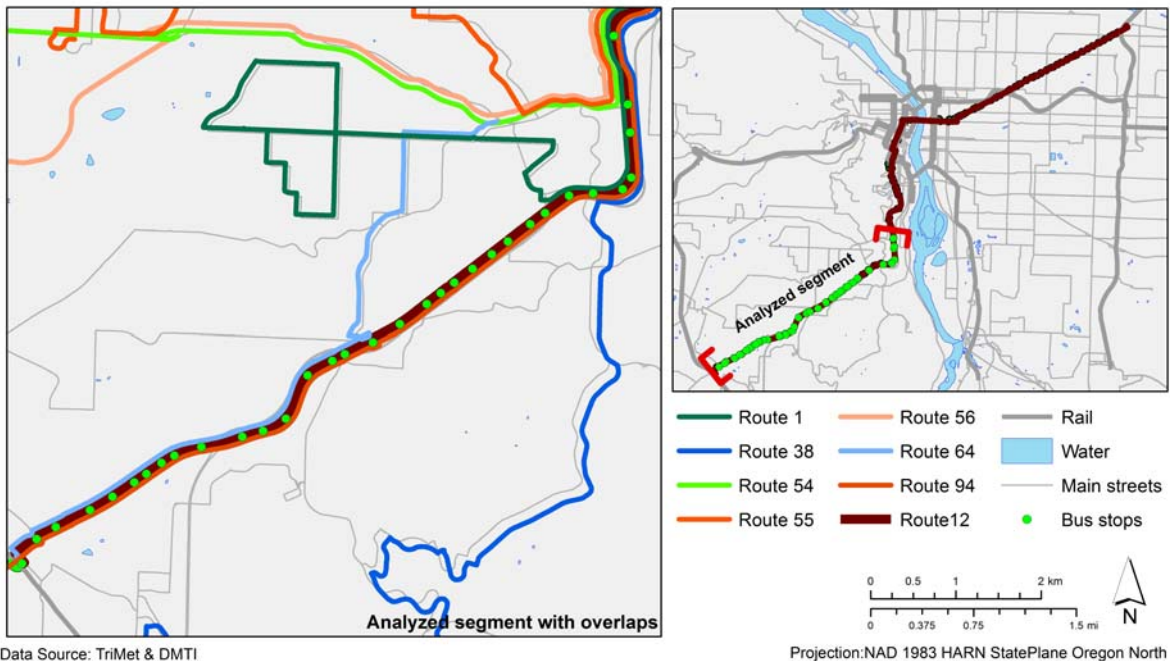 Analyzed segment
Analyzed segment with overlaps
Route 1
Route 56
Rail
Route 38
Route 64
Water
Route 54
Route 94
Main streets
Route 55
Route12
Bus stops
0 0.5 1 2 km
0 0.375 0.75 1.5 mi
N
Data Source: TriMet & DMTI
Projection:NAD 1983 HARN StatePlane Oregon North